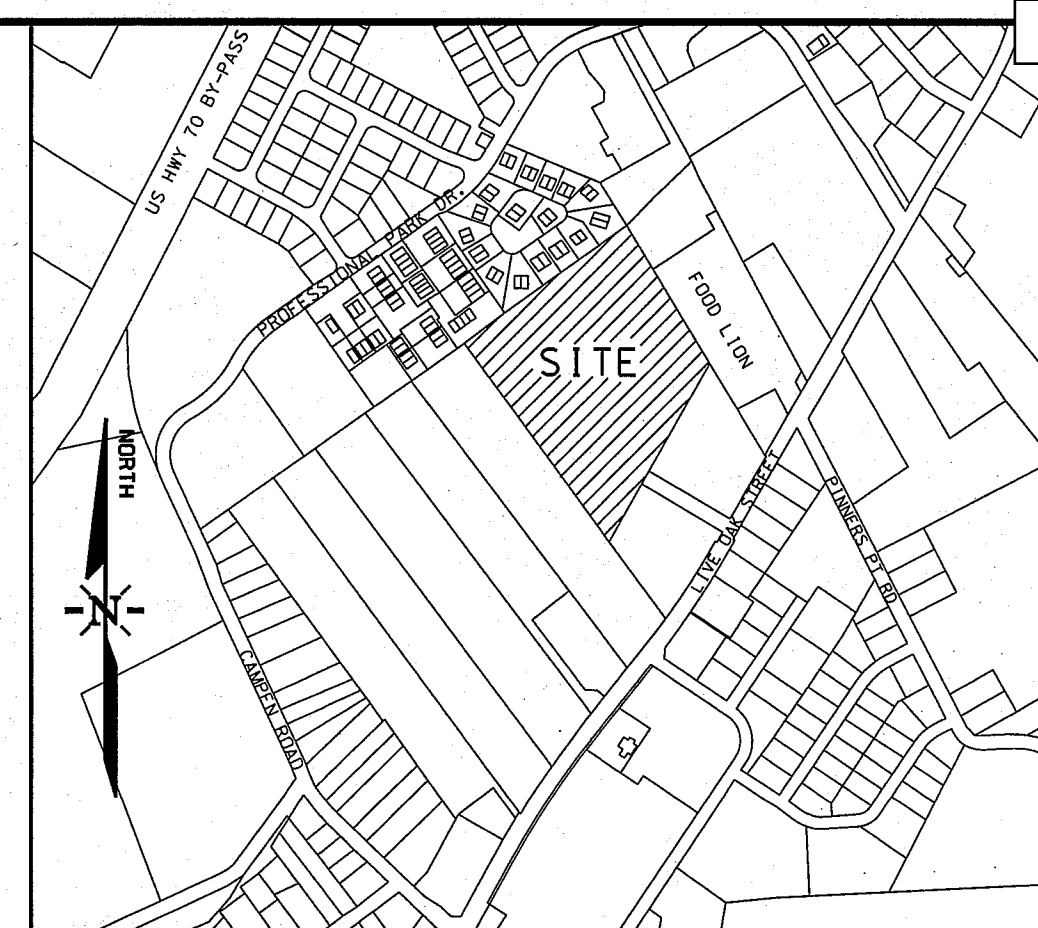 US HWY 70 BY-PASS
PROFESSIONAL PARK DR.
FOOD LION
SITE
NORTH
N
LIVE OAK STREET
PINNERS PT RD
CAMPEN ROAD